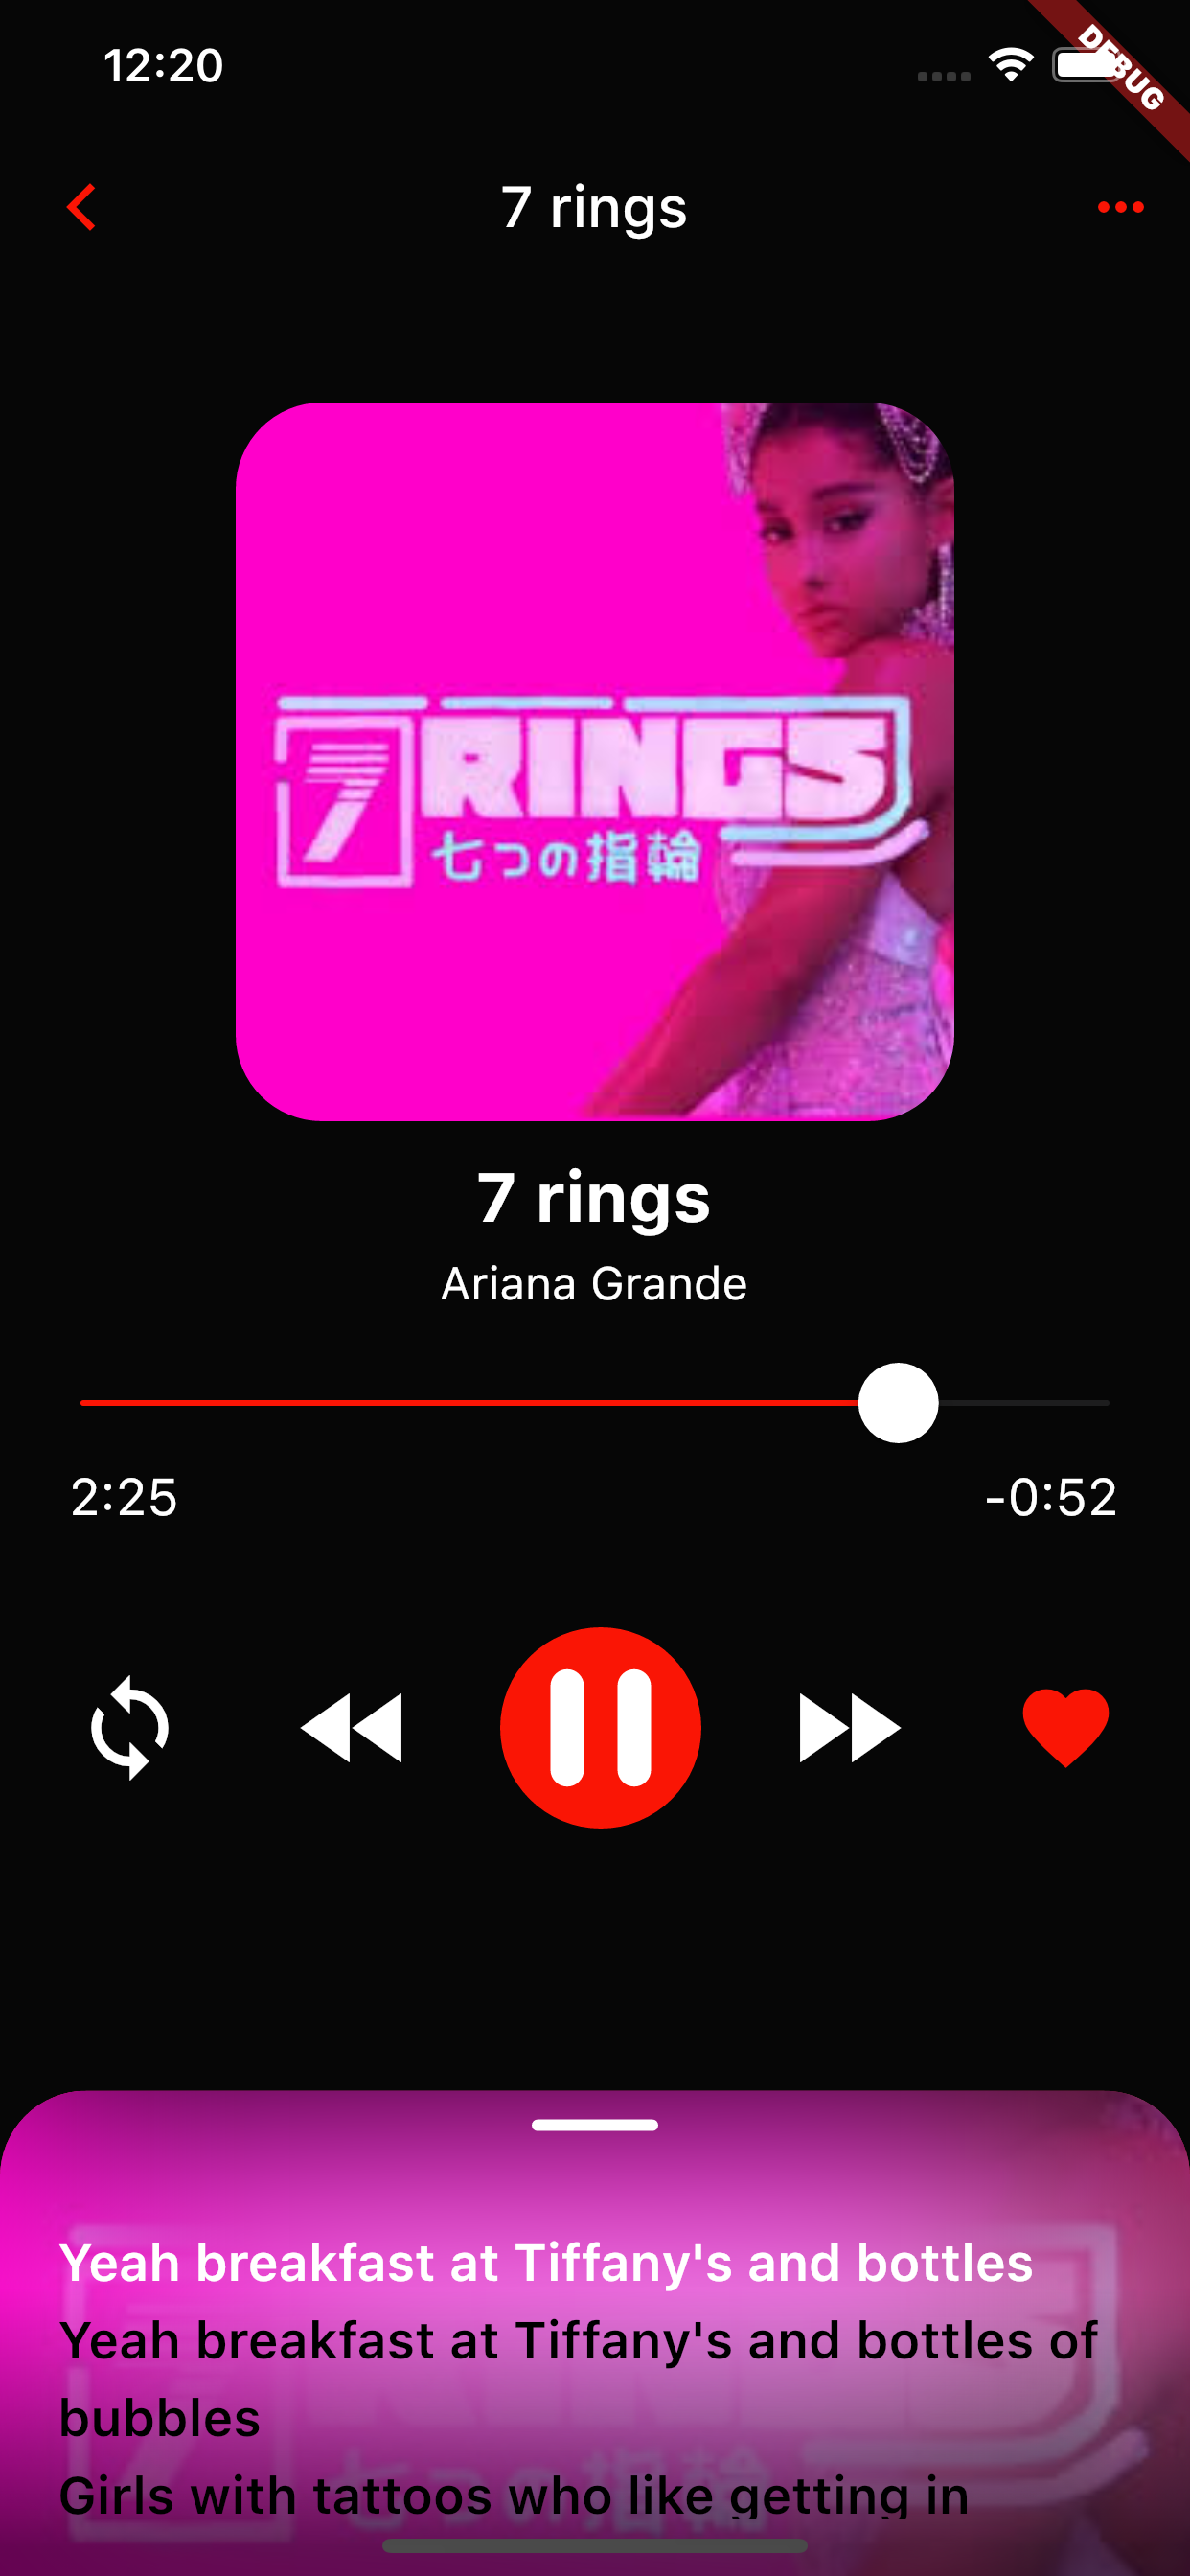 12:20
DEBUG
7 rings
7 RINGS
七つの指輪
7 rings
Ariana Grande
2:25
-0:52
Yeah breakfast at Tiffany's and bottles
Yeah breakfast at Tiffany's and bottles of
bubbles
Girls with tattoos who like getting in